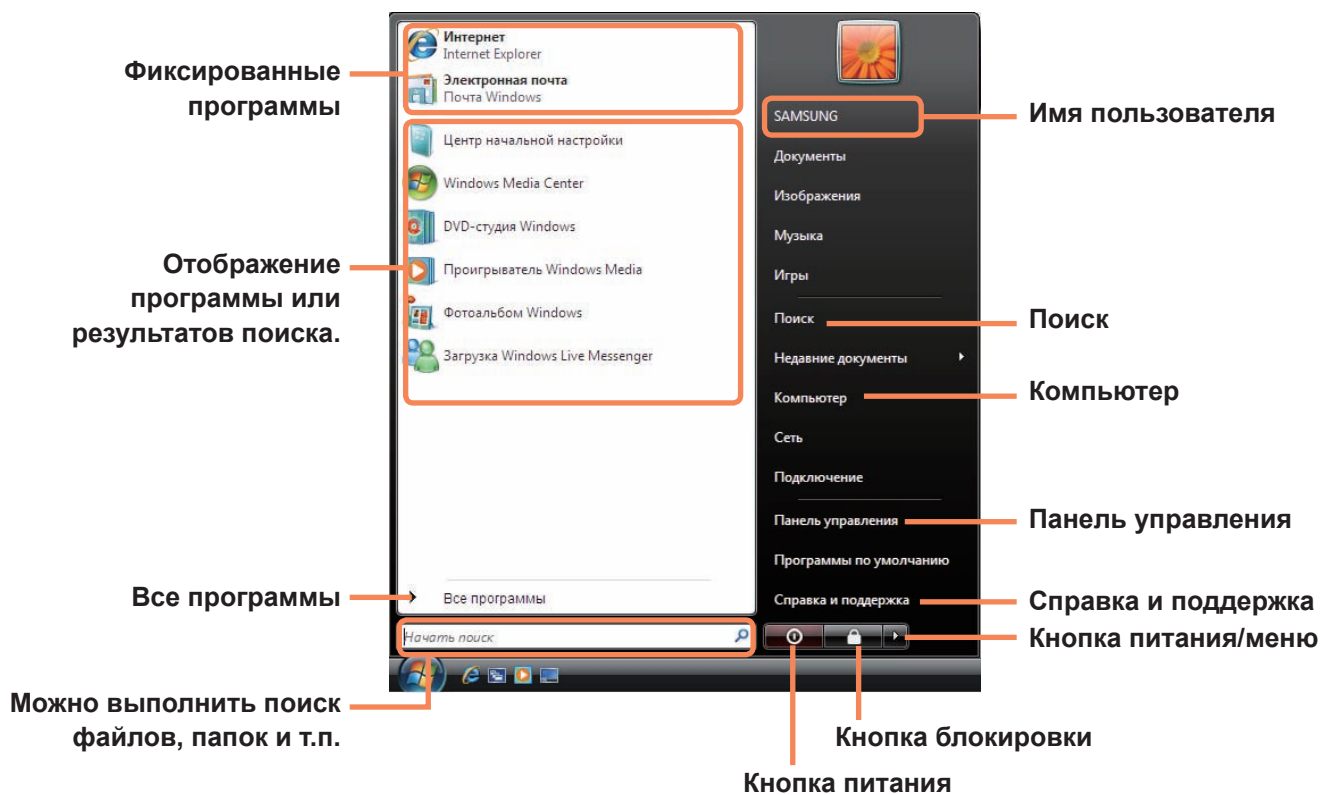 Фиксированные
программы
Отображение
программы или
результатов поиска.
Все программы
Можно выполнить поиск
файлов, папок и т.п.
Интернет
Internet Explorer
Электронная почта
Почта Windows
Центр начальной настройки
Windows Media Center
DVD-студия Windows
Проигрыватель Windows Media
Фотоальбом Windows
Загрузка Windows Live Messenger
Все программы
Начать поиск
SAMSUNG
Документы
Изображения
Музыка
Игры
Поиск
Недавние документы
Компьютер
Сеть
Подключение
Панель управления
Программы по умолчанию
Справка и поддержка
Имя пользователя
Поиск
Компьютер
Панель управления
Справка и поддержка
Кнопка питания/меню
Кнопка блокировки
Кнопка питания